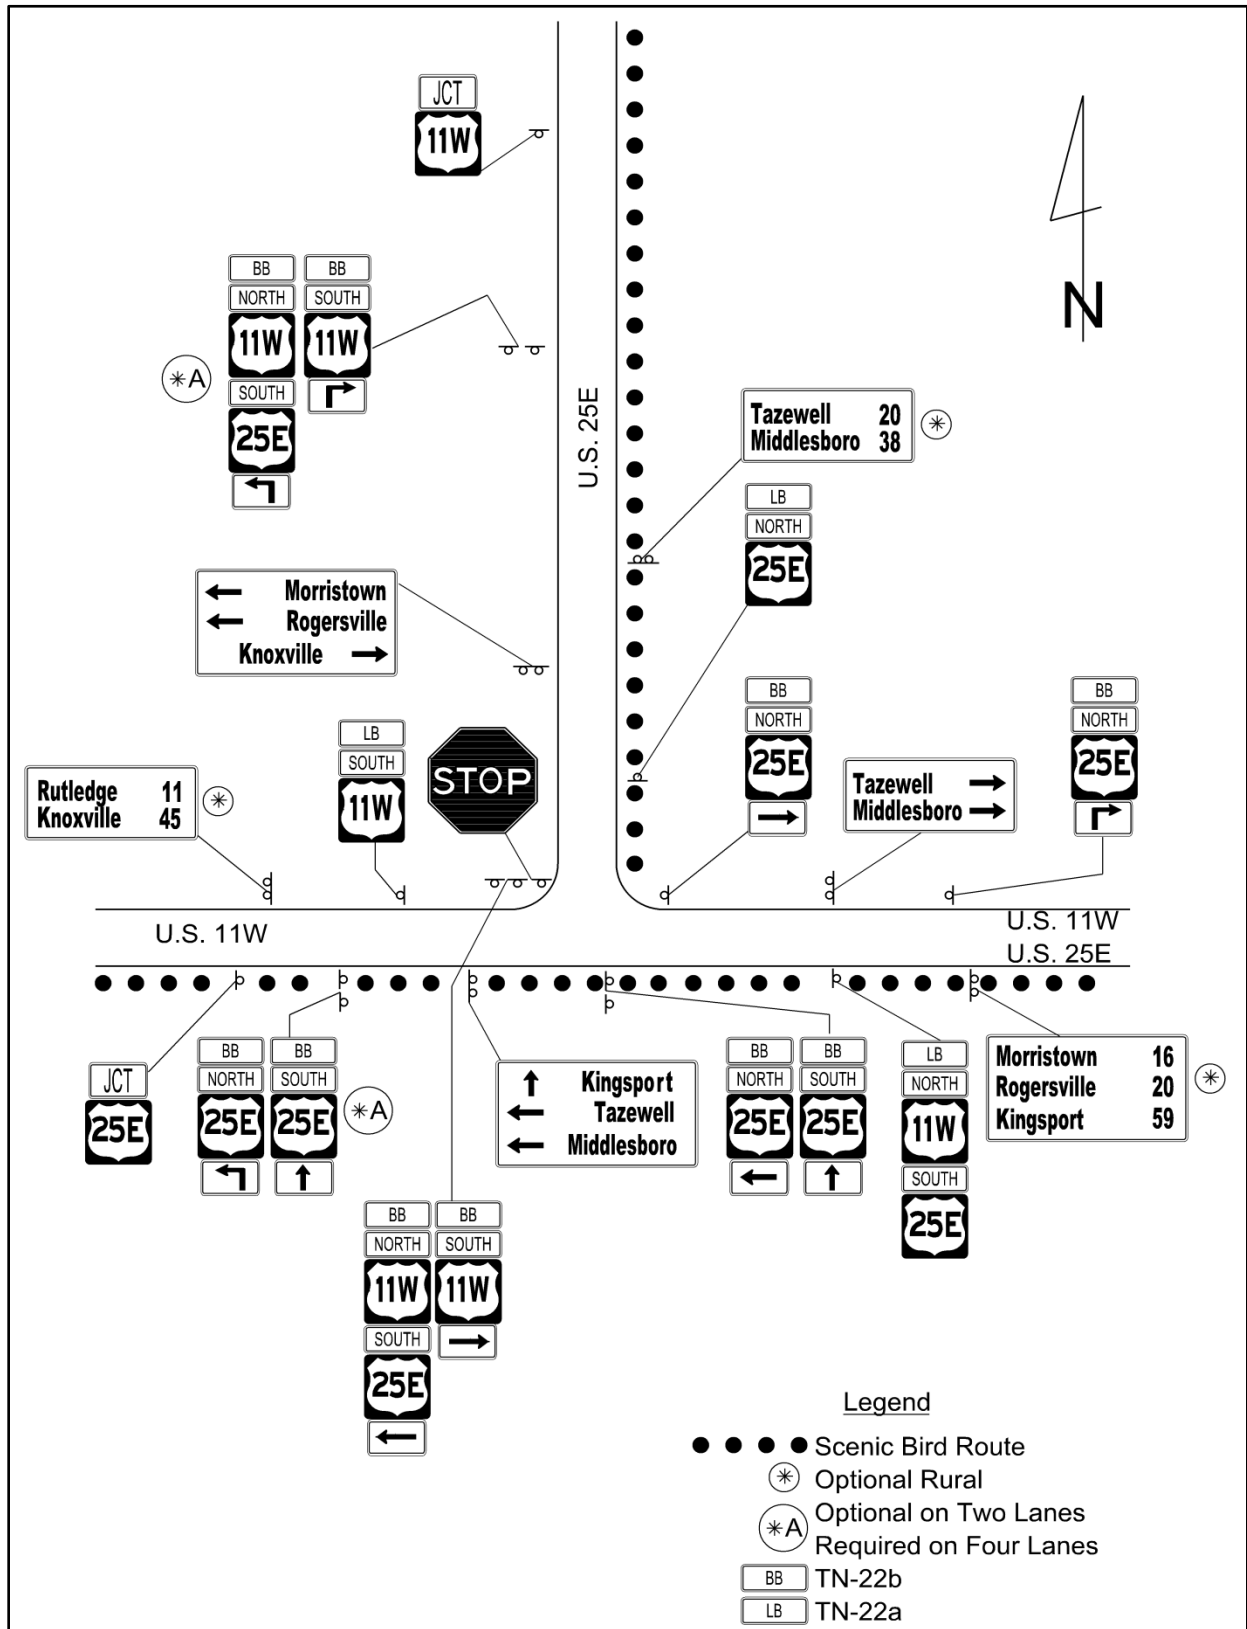 JCT
11W
BB
NORTH
11W
SOUTH
25E
BB
SOUTH
11W
*A
U.S. 25E
N
Tazewell 20
Middlesboro 38
*
LB
NORTH
25E
Morristown
Rogersville
Knoxville
Rutledge 11
Knoxville 45
*
LB
SOUTH
11W
STOP
BB
NORTH
25E
Tazewell
Middlesboro
BB
NORTH
25E
U.S. 11W
U.S. 11W
U.S. 25E
JCT
25E
BB
NORTH
25E
BB
SOUTH
25E
*A
Kingsport
Tazewell
Middlesboro
BB
NORTH
25E
BB
SOUTH
25E
LB
NORTH
11W
SOUTH
25E
Morristown 16
Rogersville 20
Kingsport 59
*
BB
NORTH
11W
SOUTH
25E
BB
SOUTH
11W
Legend
Scenic Bird Route
* Optional Rural
*A Optional on Two Lanes
Required on Four Lanes
BB TN-22b
LB TN-22a